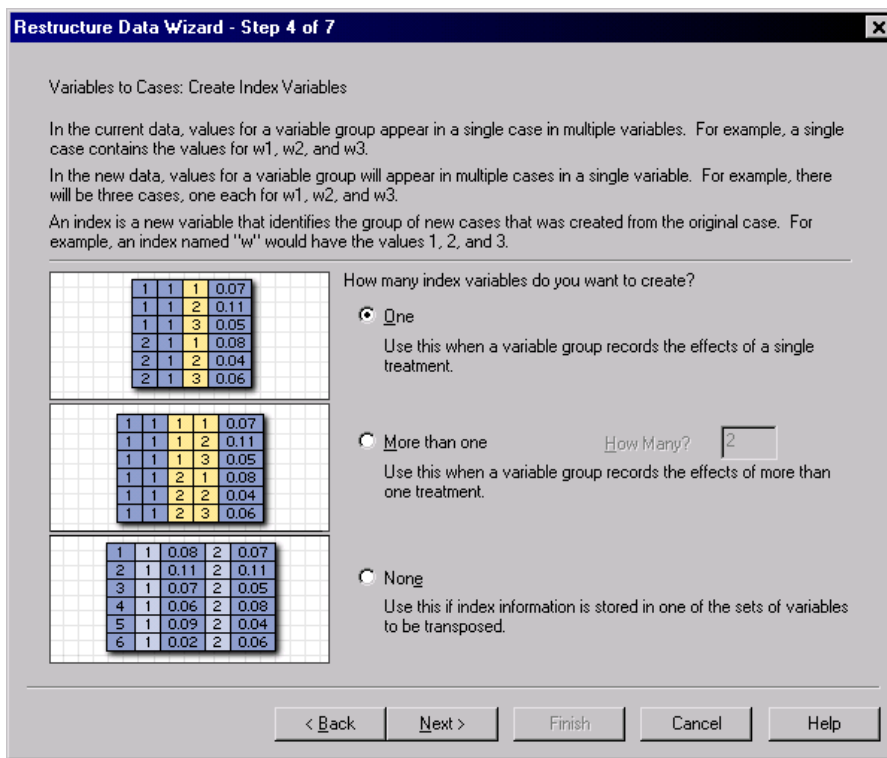 Restructure Data Wizard - Step 4 of 7
Variables to Cases: Create Index Variables
In the current data, values for a variable group appear in a single case in multiple variables.  For example, a single
case contains the values for w1, w2, and w3.
In the new data, values for a variable group will appear in multiple cases in a single variable.  For example, there
will be three cases, one each for w1, w2, and w3.
An index is a new variable that identifies the group of new cases that was created from the original case.  For
example, an index named "w" would have the values 1, 2, and 3.
1 1 1 0.07
1 1 2 0.11
1 1 3 0.05
2 1 1 0.08
2 1 2 0.04
2 1 3 0.06
How many index variables do you want to create?
One
Use this when a variable group records the effects of a single
treatment.
1 1 1 1 0.07
1 1 1 2 0.11
1 1 1 3 0.05
1 1 2 1 0.08
1 1 2 2 0.04
1 1 2 3 0.06
More than one How Many? 2
Use this when a variable group records the effects of more than
one treatment.
1 1 0.08 2 0.07
2 1 0.11 2 0.11
3 1 0.07 2 0.05
4 1 0.06 2 0.08
5 1 0.09 2 0.04
6 1 0.02 2 0.06
None
Use this if index information is stored in one of the sets of variables
to be transposed.
< Back Next > Finish Cancel Help